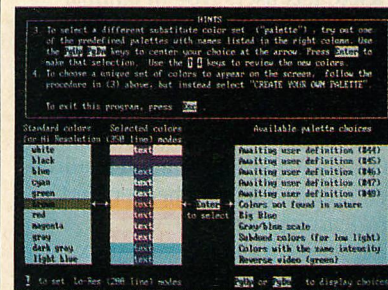 HINTS
3. To select a different substitute color set ("palette") , try out one
of the predefined palettes with names listed in the right column. Use
the PgUp PgDn keys to center your choice at the arrow. Press Enter to
make that selection. Use the keys to review the new colors.
4. To choose a unique set of colors to appear on the screen, follow the
procedure in (3) above, but instead select "CREATE YOUR OWN PALETTE"
To exit this program, press Esc
Standard colors
for Hi Resolution
Selected colors
(350 line) modes
Available palette choices
white text
black text
blue text
cyan text
green text
brown text
red text
magenta text
gray text
dark gray text
light blue text
Enter
to select
Awaiting user definition (#44)
Awaiting user definition (#45)
Awaiting user definition (#46)
Awaiting user definition (#47)
Awaiting user definition (#48)
Colors not found in nature
Big Blue
Gray/blue scale
Subdued colors (for low light)
Colors with the same intensity
Reverse video (green)
to set Lo-Res (200 line) modes
PgUp or PgDn to display choices